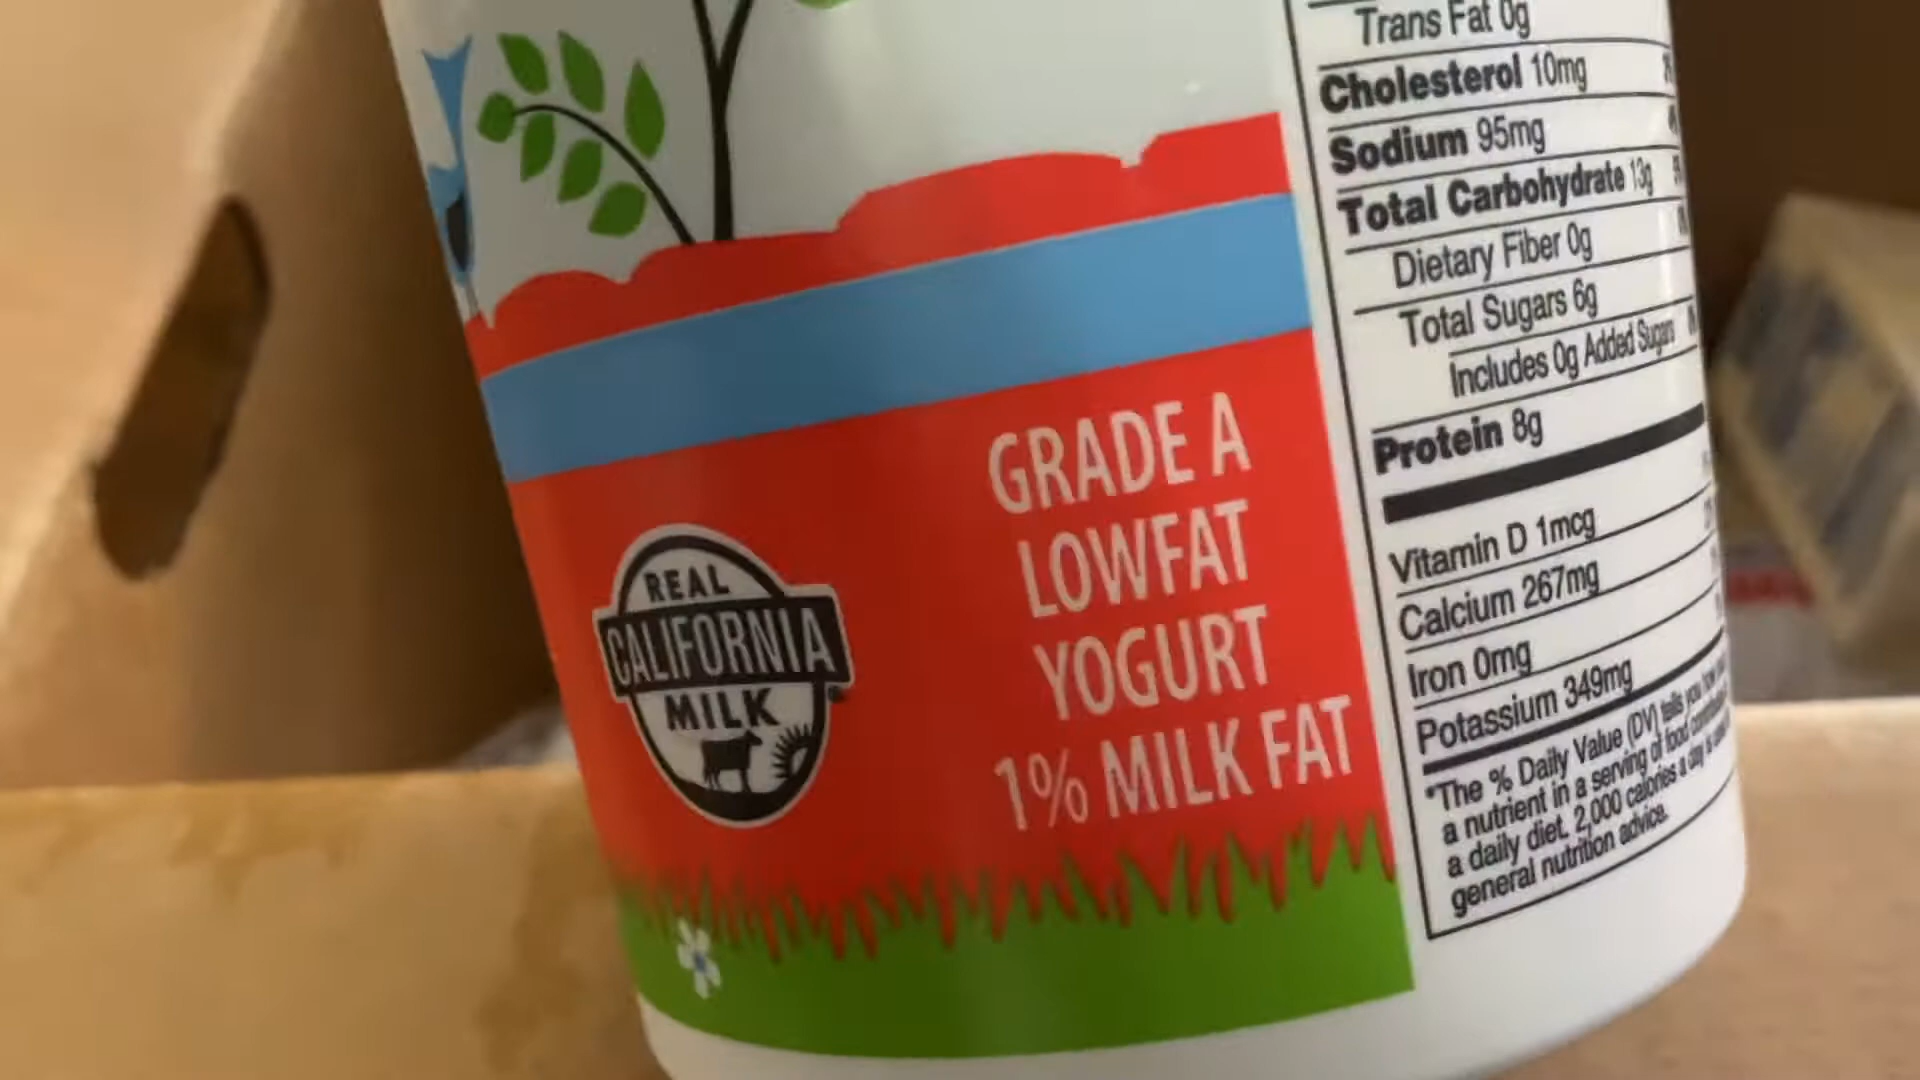 REAL
CALIFORNIA
MILK
GRADE A
LOWFAT
YOGURT
1% MILK FAT
Trans Fat 0g
Cholesterol 10mg
Sodium 95mg
Total Carbohydrate 13g
Dietary Fiber 0g
Total Sugars 6g
Includes 0g Added Sugars
Protein 8g
Vitamin D 1mcg
Calcium 267mg
Iron 0mg
Potassium 349mg
*The % Daily Value (DV) tells you how
a nutrient in a serving of food
a daily diet. 2,000 calories a day is
general nutrition advice.